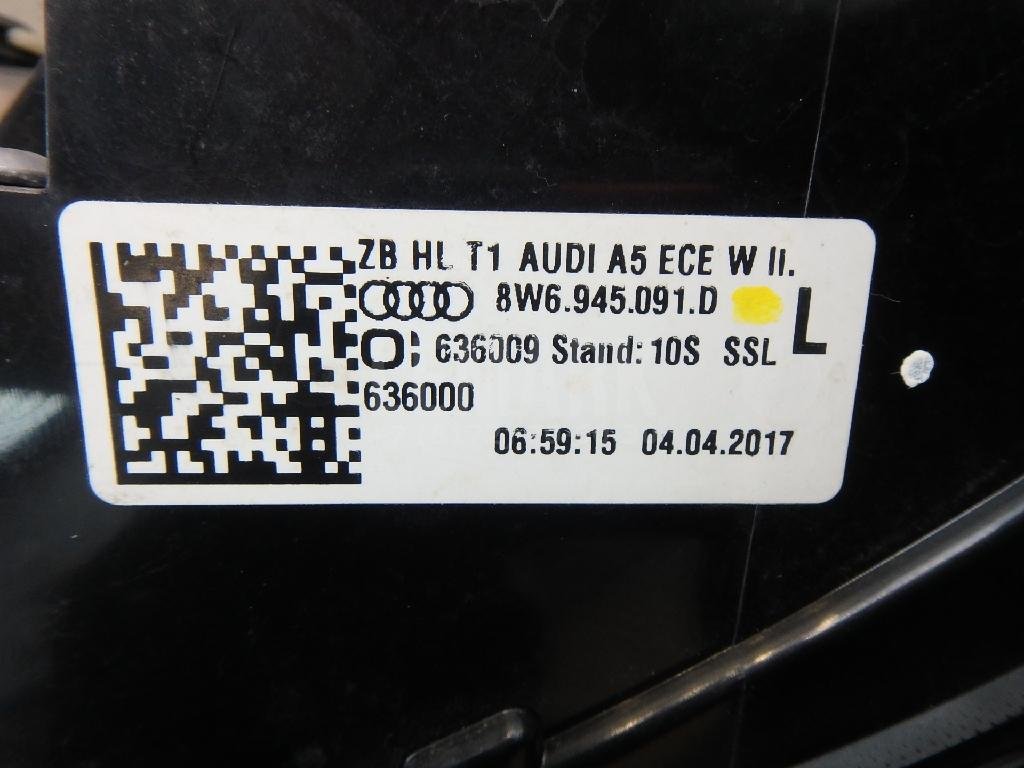 ZB HL T1 AUDI A5 ECE W li.
8W6.945.091.D
L
636009 Stand: 10S SSL
636000
06:59:15 04.04.2017